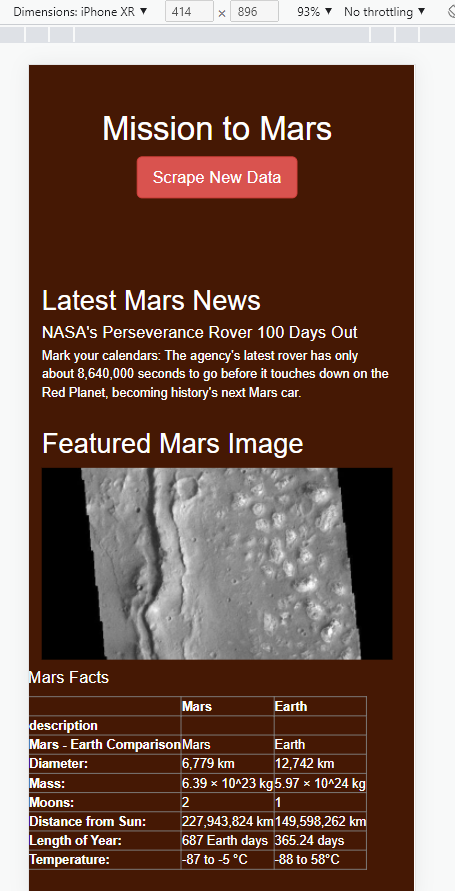 Dimensions: iPhone XR ▼ 414 × 896 93% ▼ No throttling ▼
Mission to Mars
Scrape New Data
Latest Mars News
NASA's Perseverance Rover 100 Days Out
Mark your calendars: The agency's latest rover has only
about 8,640,000 seconds to go before it touches down on the
Red Planet, becoming history's next Mars car.
Featured Mars Image
Mars Facts
Mars Earth
description
Mars - Earth Comparison Mars Earth
Diameter: 6,779 km 12,742 km
Mass: 6.39 × 10^23 kg 5.97 × 10^24 kg
Moons: 2 1
Distance from Sun: 227,943,824 km 149,598,262 km
Length of Year: 687 Earth days 365.24 days
Temperature: -87 to -5 °C -88 to 58°C